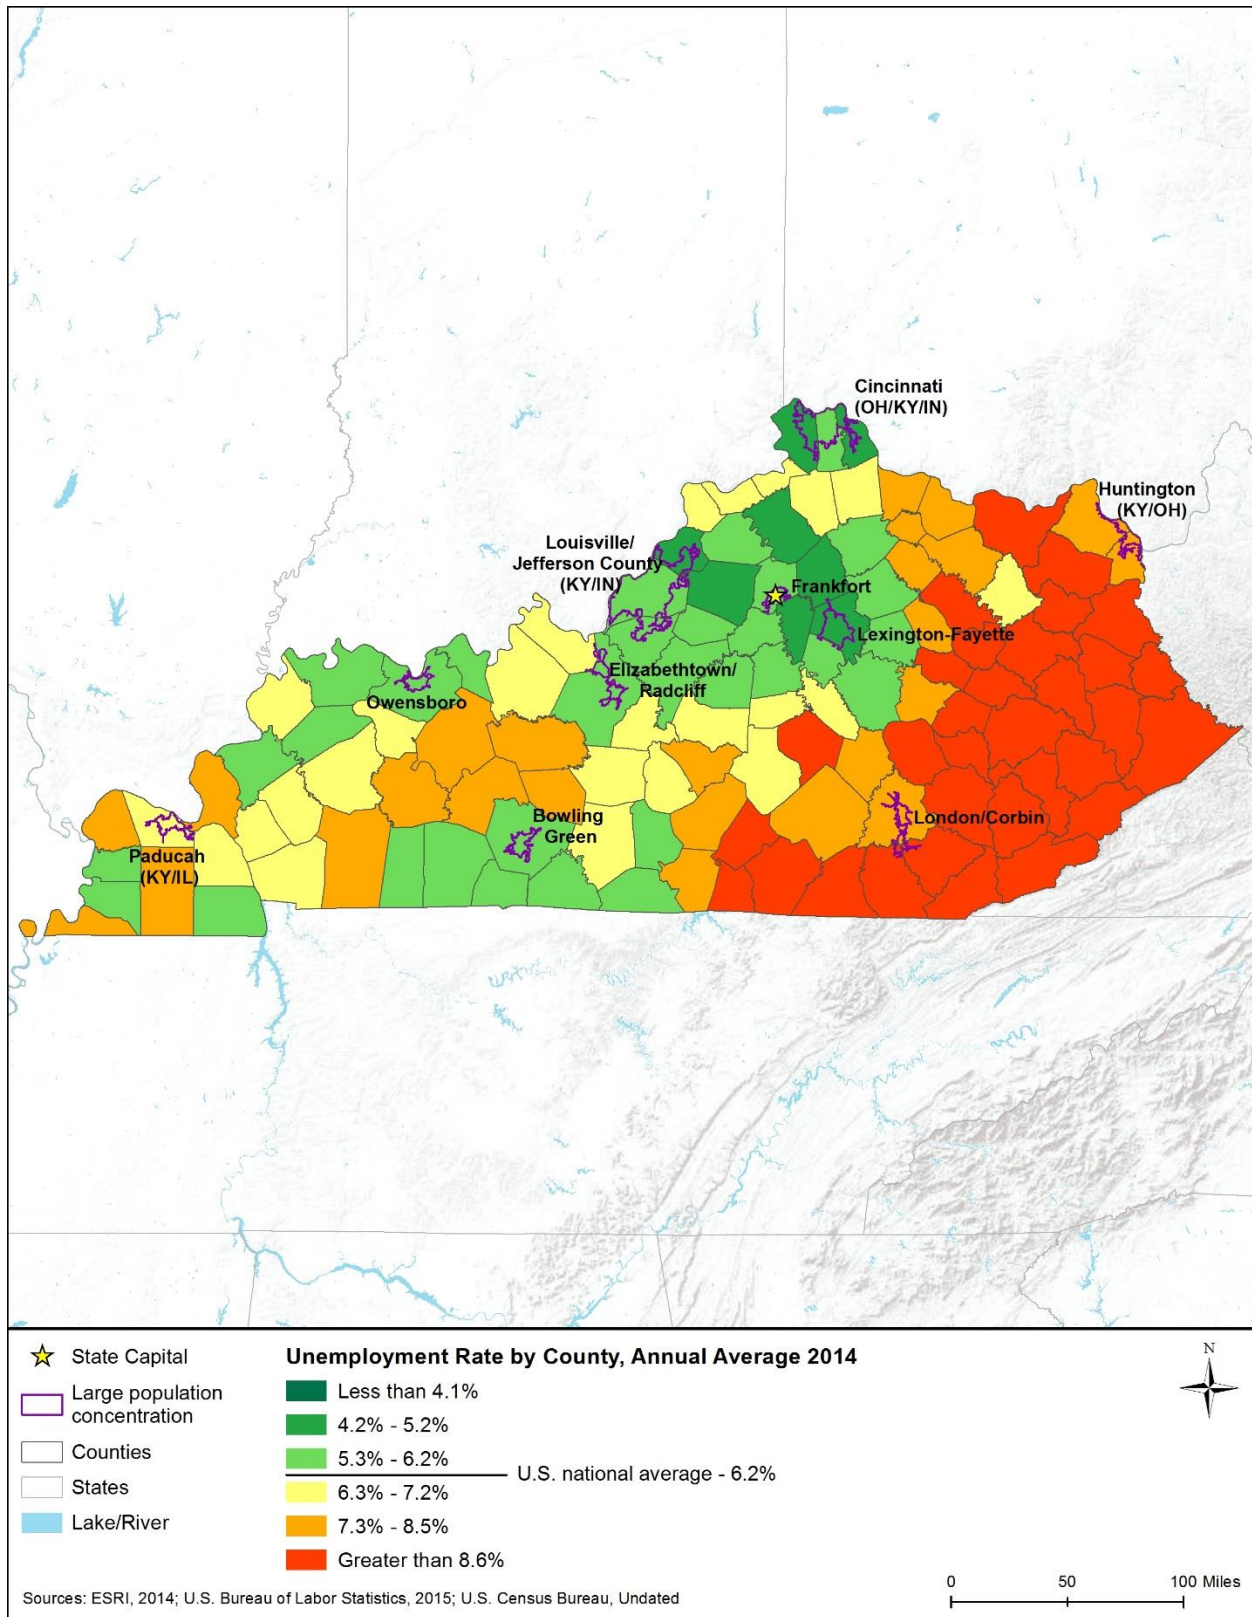 Cincinnati
(OH/KY/IN)
Huntington
(KY/OH)
Louisville/
Jefferson County
(KY/IN)
Frankfort
Lexington-Fayette
Elizabethtown/
Radcliff
Owensboro
Bowling
Green
London/Corbin
Paducah
(KY/IL)
State Capital
Large population
concentration
Counties
States
Lake/River
Unemployment Rate by County, Annual Average 2014
Less than 4.1%
4.2% - 5.2%
5.3% - 6.2%
U.S. national average - 6.2%
6.3% - 7.2%
7.3% - 8.5%
Greater than 8.6%
N
0 50 100 Miles
Sources: ESRI, 2014; U.S. Bureau of Labor Statistics, 2015; U.S. Census Bureau, Undated